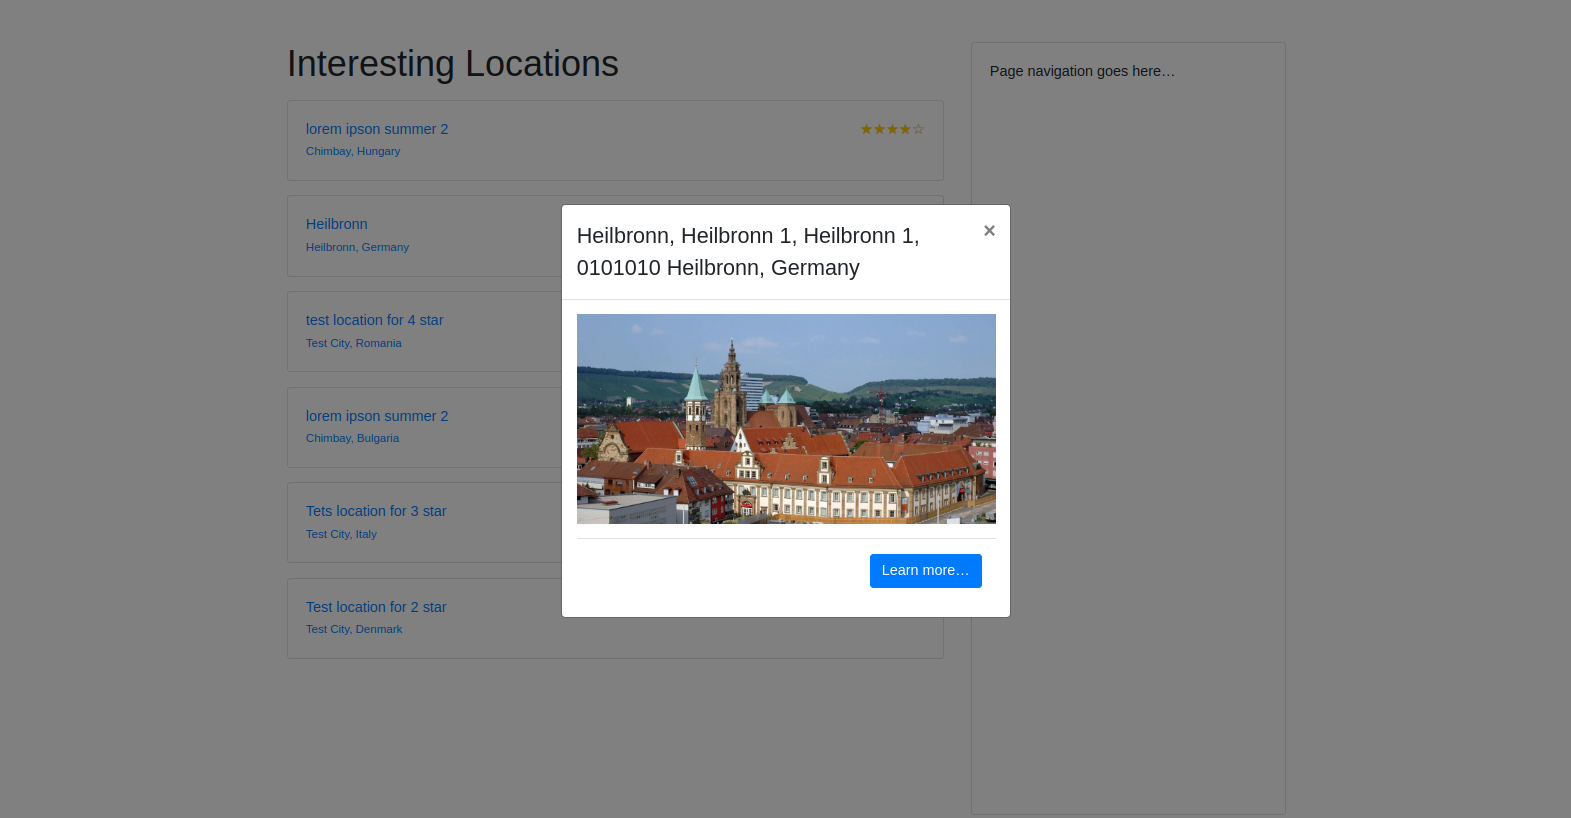 Interesting Locations
Page navigation goes here…
lorem ipson summer 2
★★★★☆
Chimbay, Hungary
Heilbronn
Heilbronn, Germany
Heilbronn, Heilbronn 1, Heilbronn 1,
0101010 Heilbronn, Germany
×
test location for 4 star
Test City, Romania
lorem ipson summer 2
Chimbay, Bulgaria
Tets location for 3 star
Test City, Italy
Learn more…
Test location for 2 star
Test City, Denmark